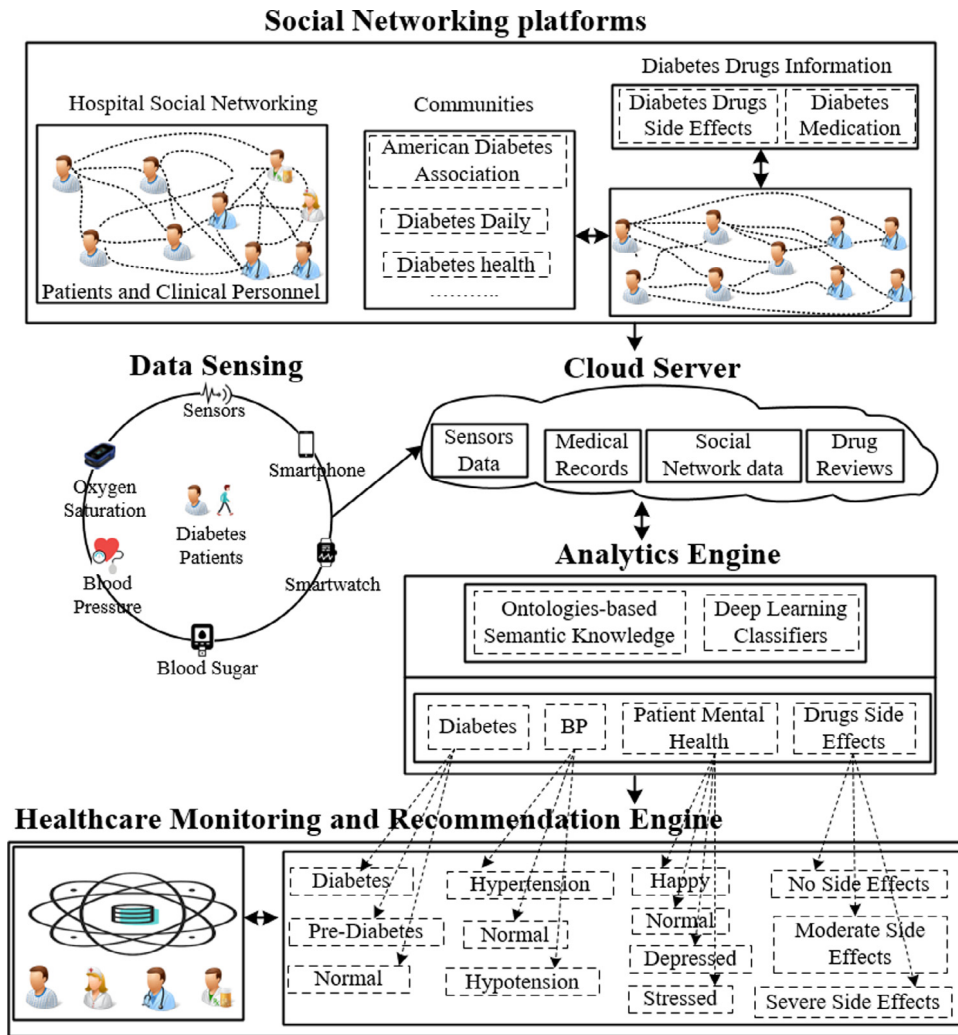 Social Networking platforms
Hospital Social Networking
Patients and Clinical Personnel
Communities
American Diabetes
Association
Diabetes Daily
Diabetes health
..........
Diabetes Drugs Information
Diabetes Drugs
Side Effects
Diabetes
Medication
Data Sensing
Sensors
Smartphone
Smartwatch
Blood Sugar
Blood
Pressure
Oxygen
Saturation
Diabetes
Patients
Cloud Server
Sensors
Data
Medical
Records
Social
Network data
Drug
Reviews
Analytics Engine
Ontologies-based
Semantic Knowledge
Deep Learning
Classifiers
Diabetes
BP
Patient Mental
Health
Drugs Side
Effects
Healthcare Monitoring and Recommendation Engine
Diabetes
Pre-Diabetes
Normal
Hypertension
Normal
Hypotension
Happy
Normal
Depressed
Stressed
No Side Effects
Moderate Side
Effects
Severe Side Effects